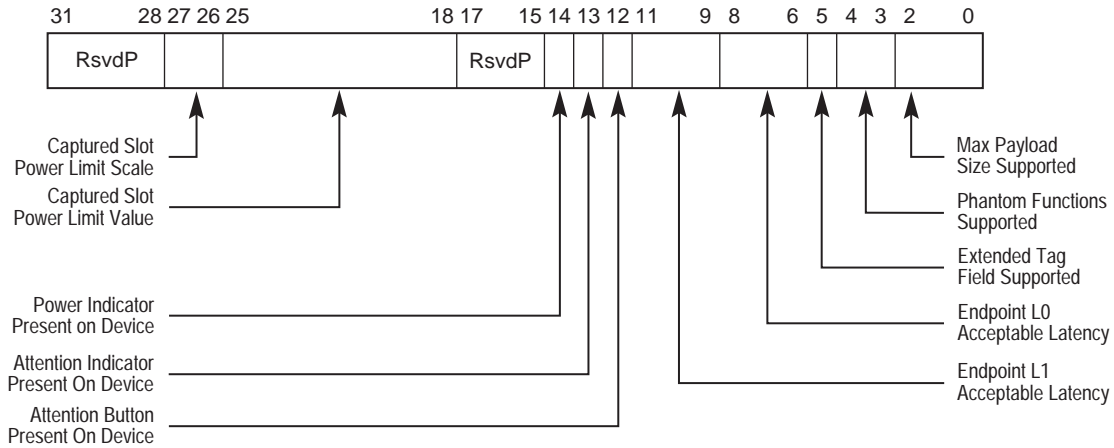 31 28 27 26 25 18 17 15 14 13 12 11 9 8 6 5 4 3 2 0
RsvdP RsvdP
Captured Slot
Power Limit Scale
Captured Slot
Power Limit Value
Power Indicator
Present on Device
Attention Indicator
Present On Device
Attention Button
Present On Device
Max Payload
Size Supported
Phantom Functions
Supported
Extended Tag
Field Supported
Endpoint L0
Acceptable Latency
Endpoint L1
Acceptable Latency